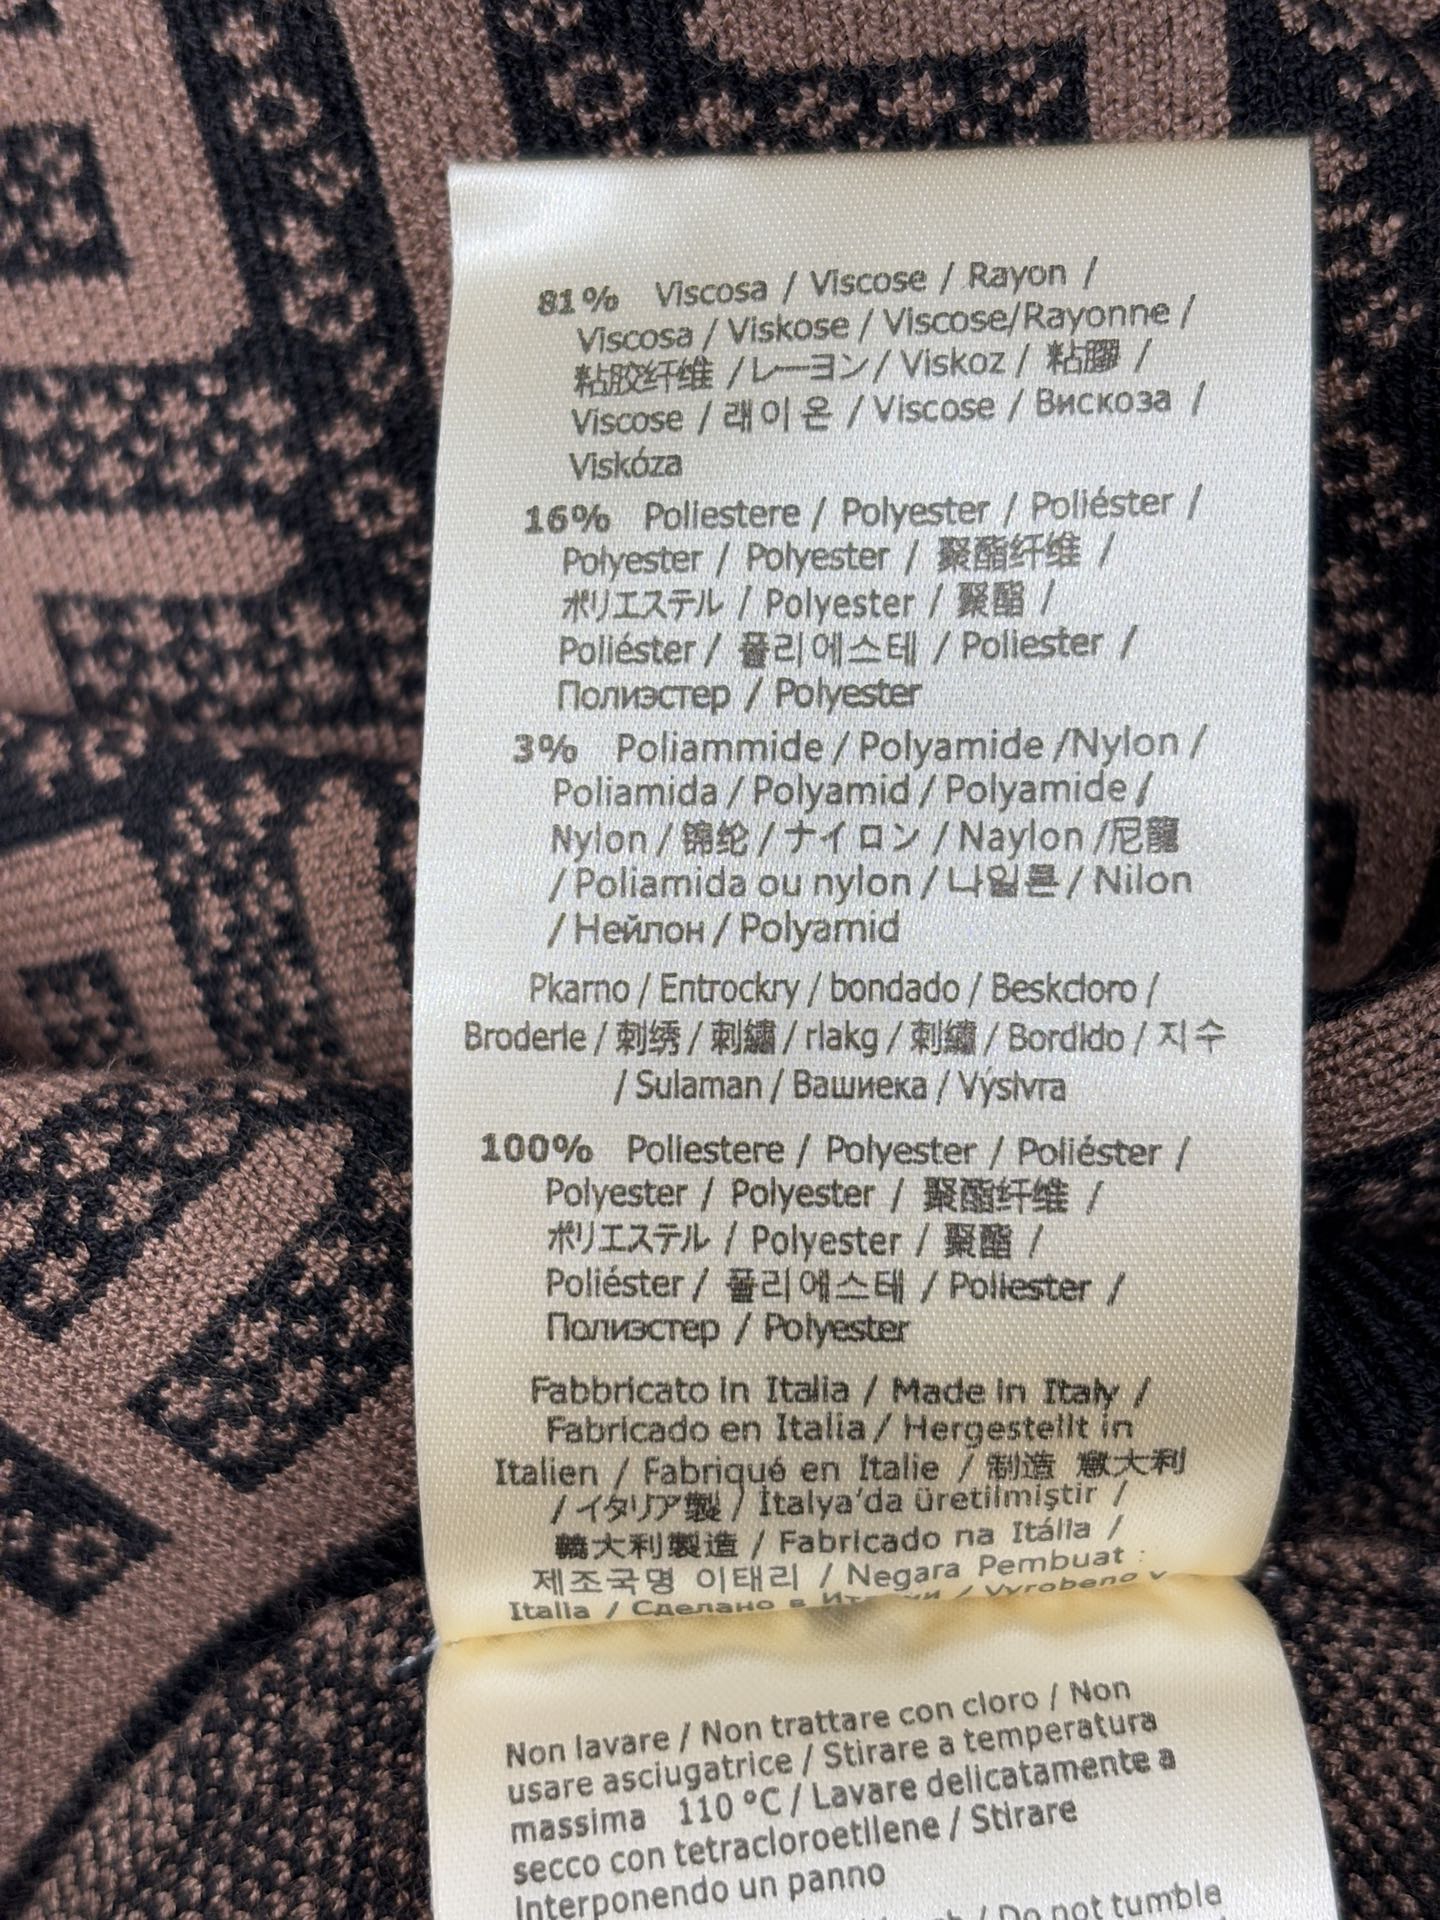 81% Viscosa / Viscose / Rayon /
Viscosa / Viskose / Viscose/Rayonne /
粘胶纤维 /レーヨン/ Viskoz / 粘膠 /
Viscose / 래이온 / Viscose / Вискоза /
Viskóza
16% Poliestere / Polyester / Poliéster /
Polyester / Polyester / 聚酯纤维 /
ポリエステル / Polyester / 聚酯 /
Poliéster / 폴리에스테 / Poliester /
Полиэстер / Polyester
3% Poliammide / Polyamide /Nylon /
Poliamida / Polyamid / Polyamide /
Nylon / 锦纶 / ナイロン / Naylon /尼龍
/ Poliamida ou nylon / 나일론 / Nilon
/ Нейлон / Polyamid
Pkarno / Entrockry / bondado / Beskcloro /
Broderie / 刺绣 / 刺繡 / rlakg / 刺繡 / Bordido / 지수
/ Sulaman / Вашиека / Výsivra
100% Poliestere / Polyester / Poliéster /
Polyester / Polyester / 聚酯纤维 /
ポリエステル / Polyester / 聚酯 /
Poliéster / 폴리에스테 / Poliester /
Полиэстер / Polyester
Fabbricato in Italia / Made in Italy /
Fabricado en Italia / Hergestellt in
Italien / Fabriqué en Italie / 制造 意大利
/ イタリア製 / İtalya'da üretilmiştir /
義大利製造 / Fabricado na Itália /
제조국명 이태리 / Negara Pembuat :
Italia / Сделано в / Vyrobeno v
Non lavare / Non trattare con cloro / Non
usare asciugatrice / Stirare a temperatura
massima 110 °C / Lavare delicatamente a
secco con tetracloroetilene / Stirare
interponendo un panno
/ Do not tumble